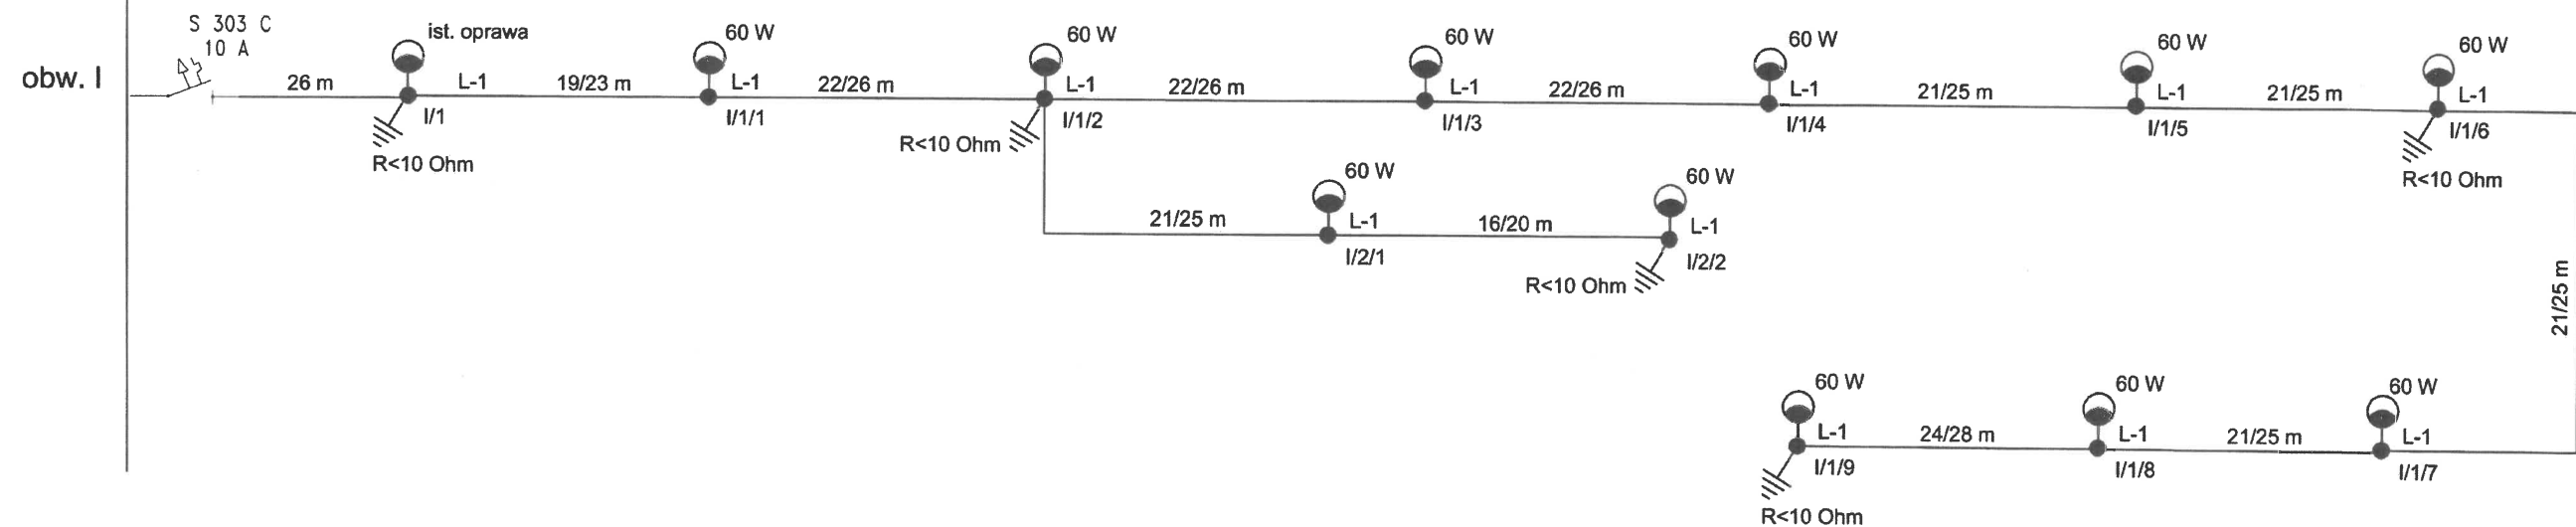 S 303 C
10 A
obw. I
26 m
ist. oprawa
L-1
I/1
R<10 Ohm
19/23 m
60 W
L-1
I/1/1
22/26 m
60 W
L-1
I/1/2
R<10 Ohm
22/26 m
60 W
L-1
I/1/3
22/26 m
60 W
L-1
I/1/4
21/25 m
60 W
L-1
I/1/5
21/25 m
60 W
L-1
I/1/6
R<10 Ohm
21/25 m
60 W
L-1
I/2/1
16/20 m
60 W
L-1
I/2/2
R<10 Ohm
21/25 m
60 W
L-1
I/1/9
R<10 Ohm
24/28 m
60 W
L-1
I/1/8
21/25 m
60 W
L-1
I/1/7